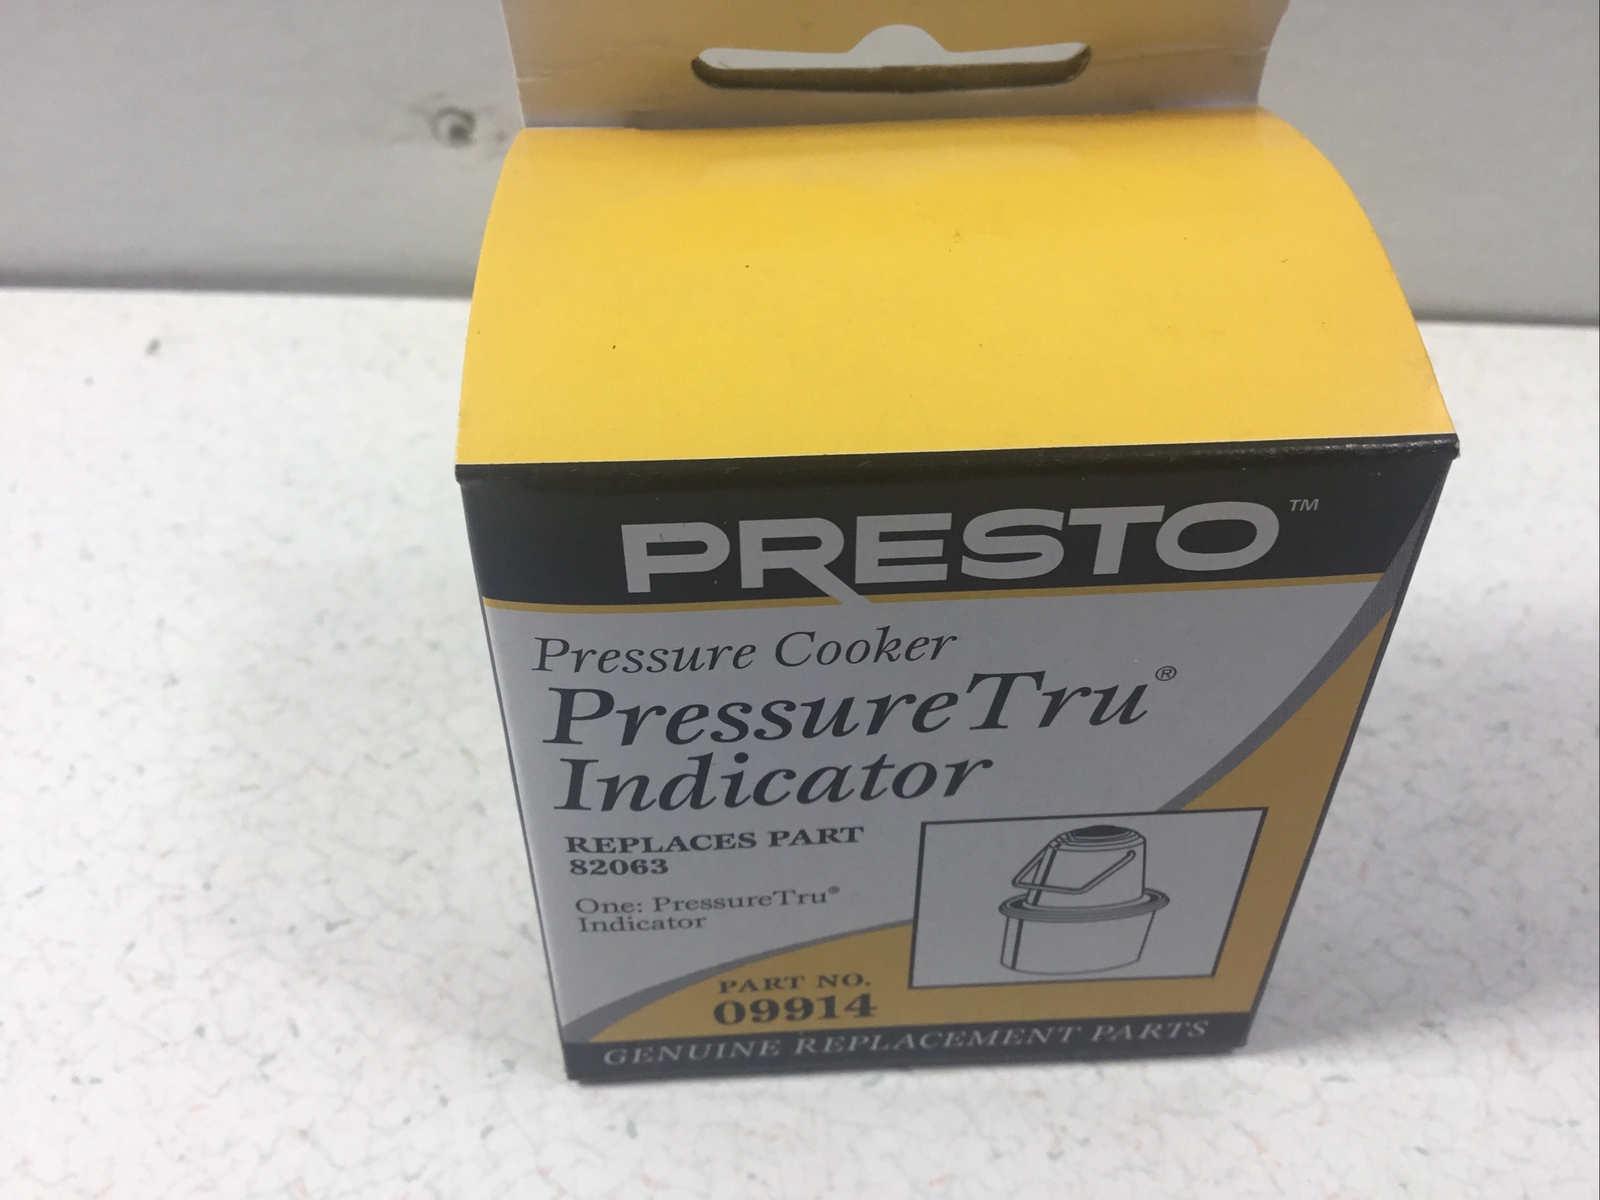 PRESTO™
Pressure Cooker
PressureTru®
Indicator
REPLACES PART
82063
One: PressureTru®
Indicator
PART NO.
09914
GENUINE REPLACEMENT PARTS